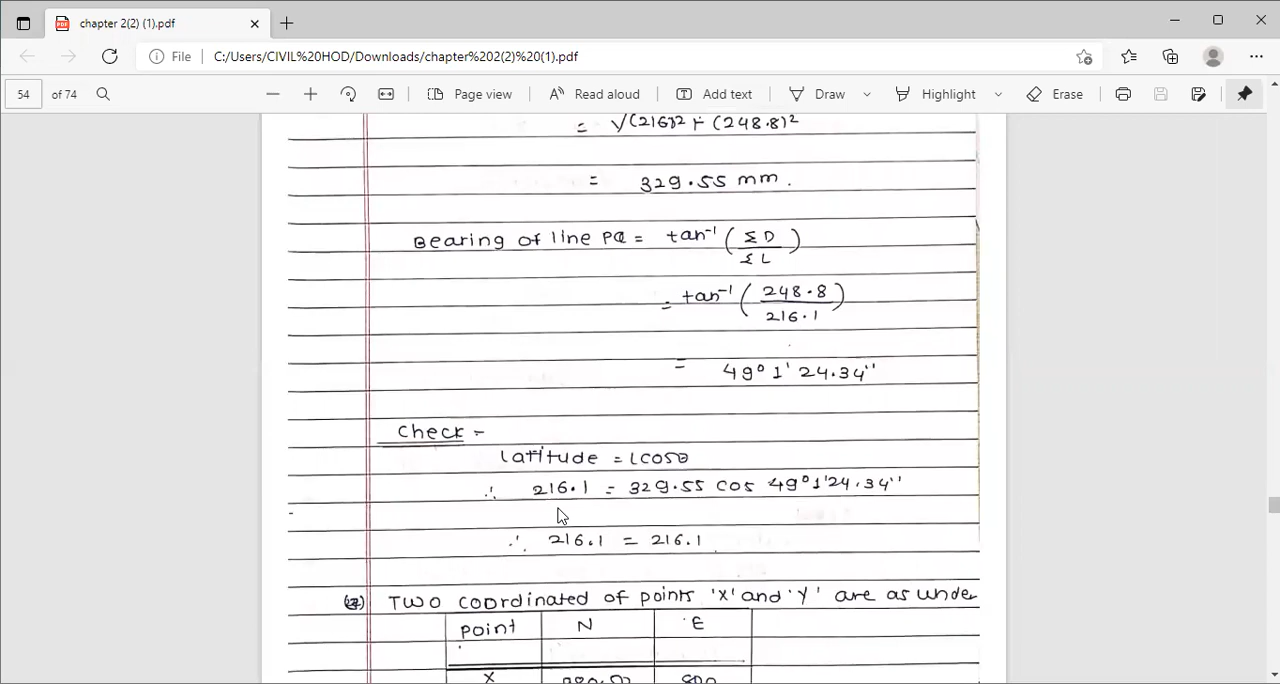 chapter 2(2) (1).pdf
File C:/Users/CIVIL%20HOD/Downloads/chapter%202(2)%20(1).pdf
54 of 74 Page view Read aloud Add text Draw Highlight Erase
= √(216)² + (248.8)²
= 329.55 mm.
Bearing of line PQ = tan⁻¹ (ΣD/ΣL)
= tan⁻¹ (248.8/216.1)
= 49° 1' 24.34''
Check =
Latitude = lcosθ
∴ 216.1 = 329.55 cos 49°1'24.34''
∴ 216.1 = 216.1
Two coordinated of points 'X' and 'Y' are as under
Point N E
X